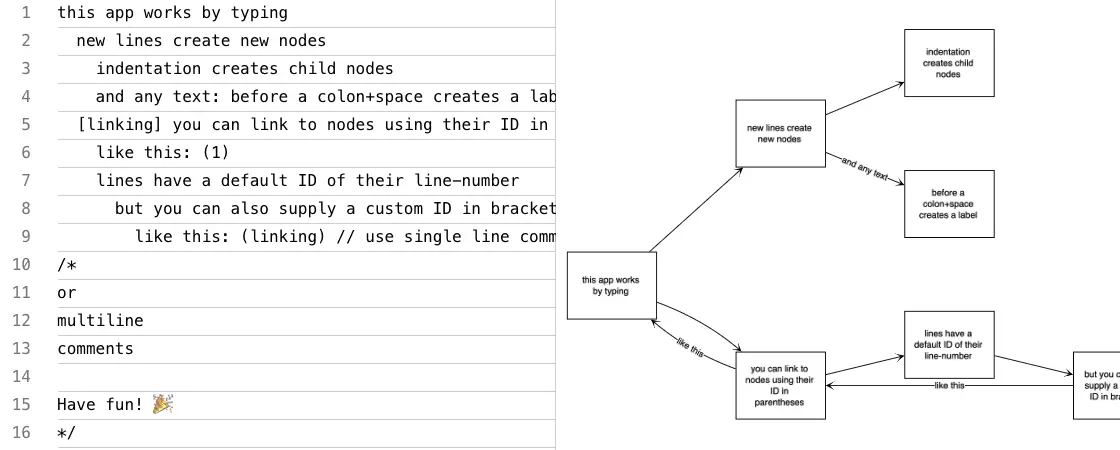 1 this app works by typing
2 new lines create new nodes
3 indentation creates child nodes
4 and any text: before a colon+space creates a lab
5 [linking] you can link to nodes using their ID in
6 like this: (1)
7 lines have a default ID of their line-number
8 but you can also supply a custom ID in bracket
9 like this: (linking) // use single line comm
10 /*
11 or
12 multiline
13 comments
14
15 Have fun! 🎉
16 */
indentation
creates child
nodes
new lines create
new nodes
and any text
before a
colon+space
creates a label
this app works
by typing
like this
you can link to
nodes using their
ID in
parentheses
lines have a
default ID of their
line-number
like this
but you c
supply a
ID in bra